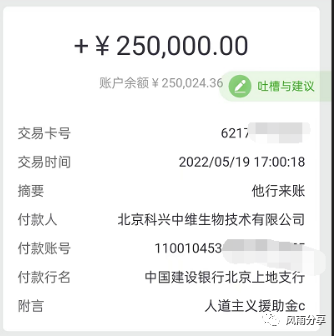 + ¥ 250,000.00
账户余额 ¥ 250,024.36
吐槽与建议
交易卡号 6217
交易时间 2022/05/19 17:00:18
摘要 他行来账
付款人 北京科兴中维生物技术有限公司
付款账号 110010453
付款行名 中国建设银行北京上地支行
附言 人道主义援助金c
风雨分享